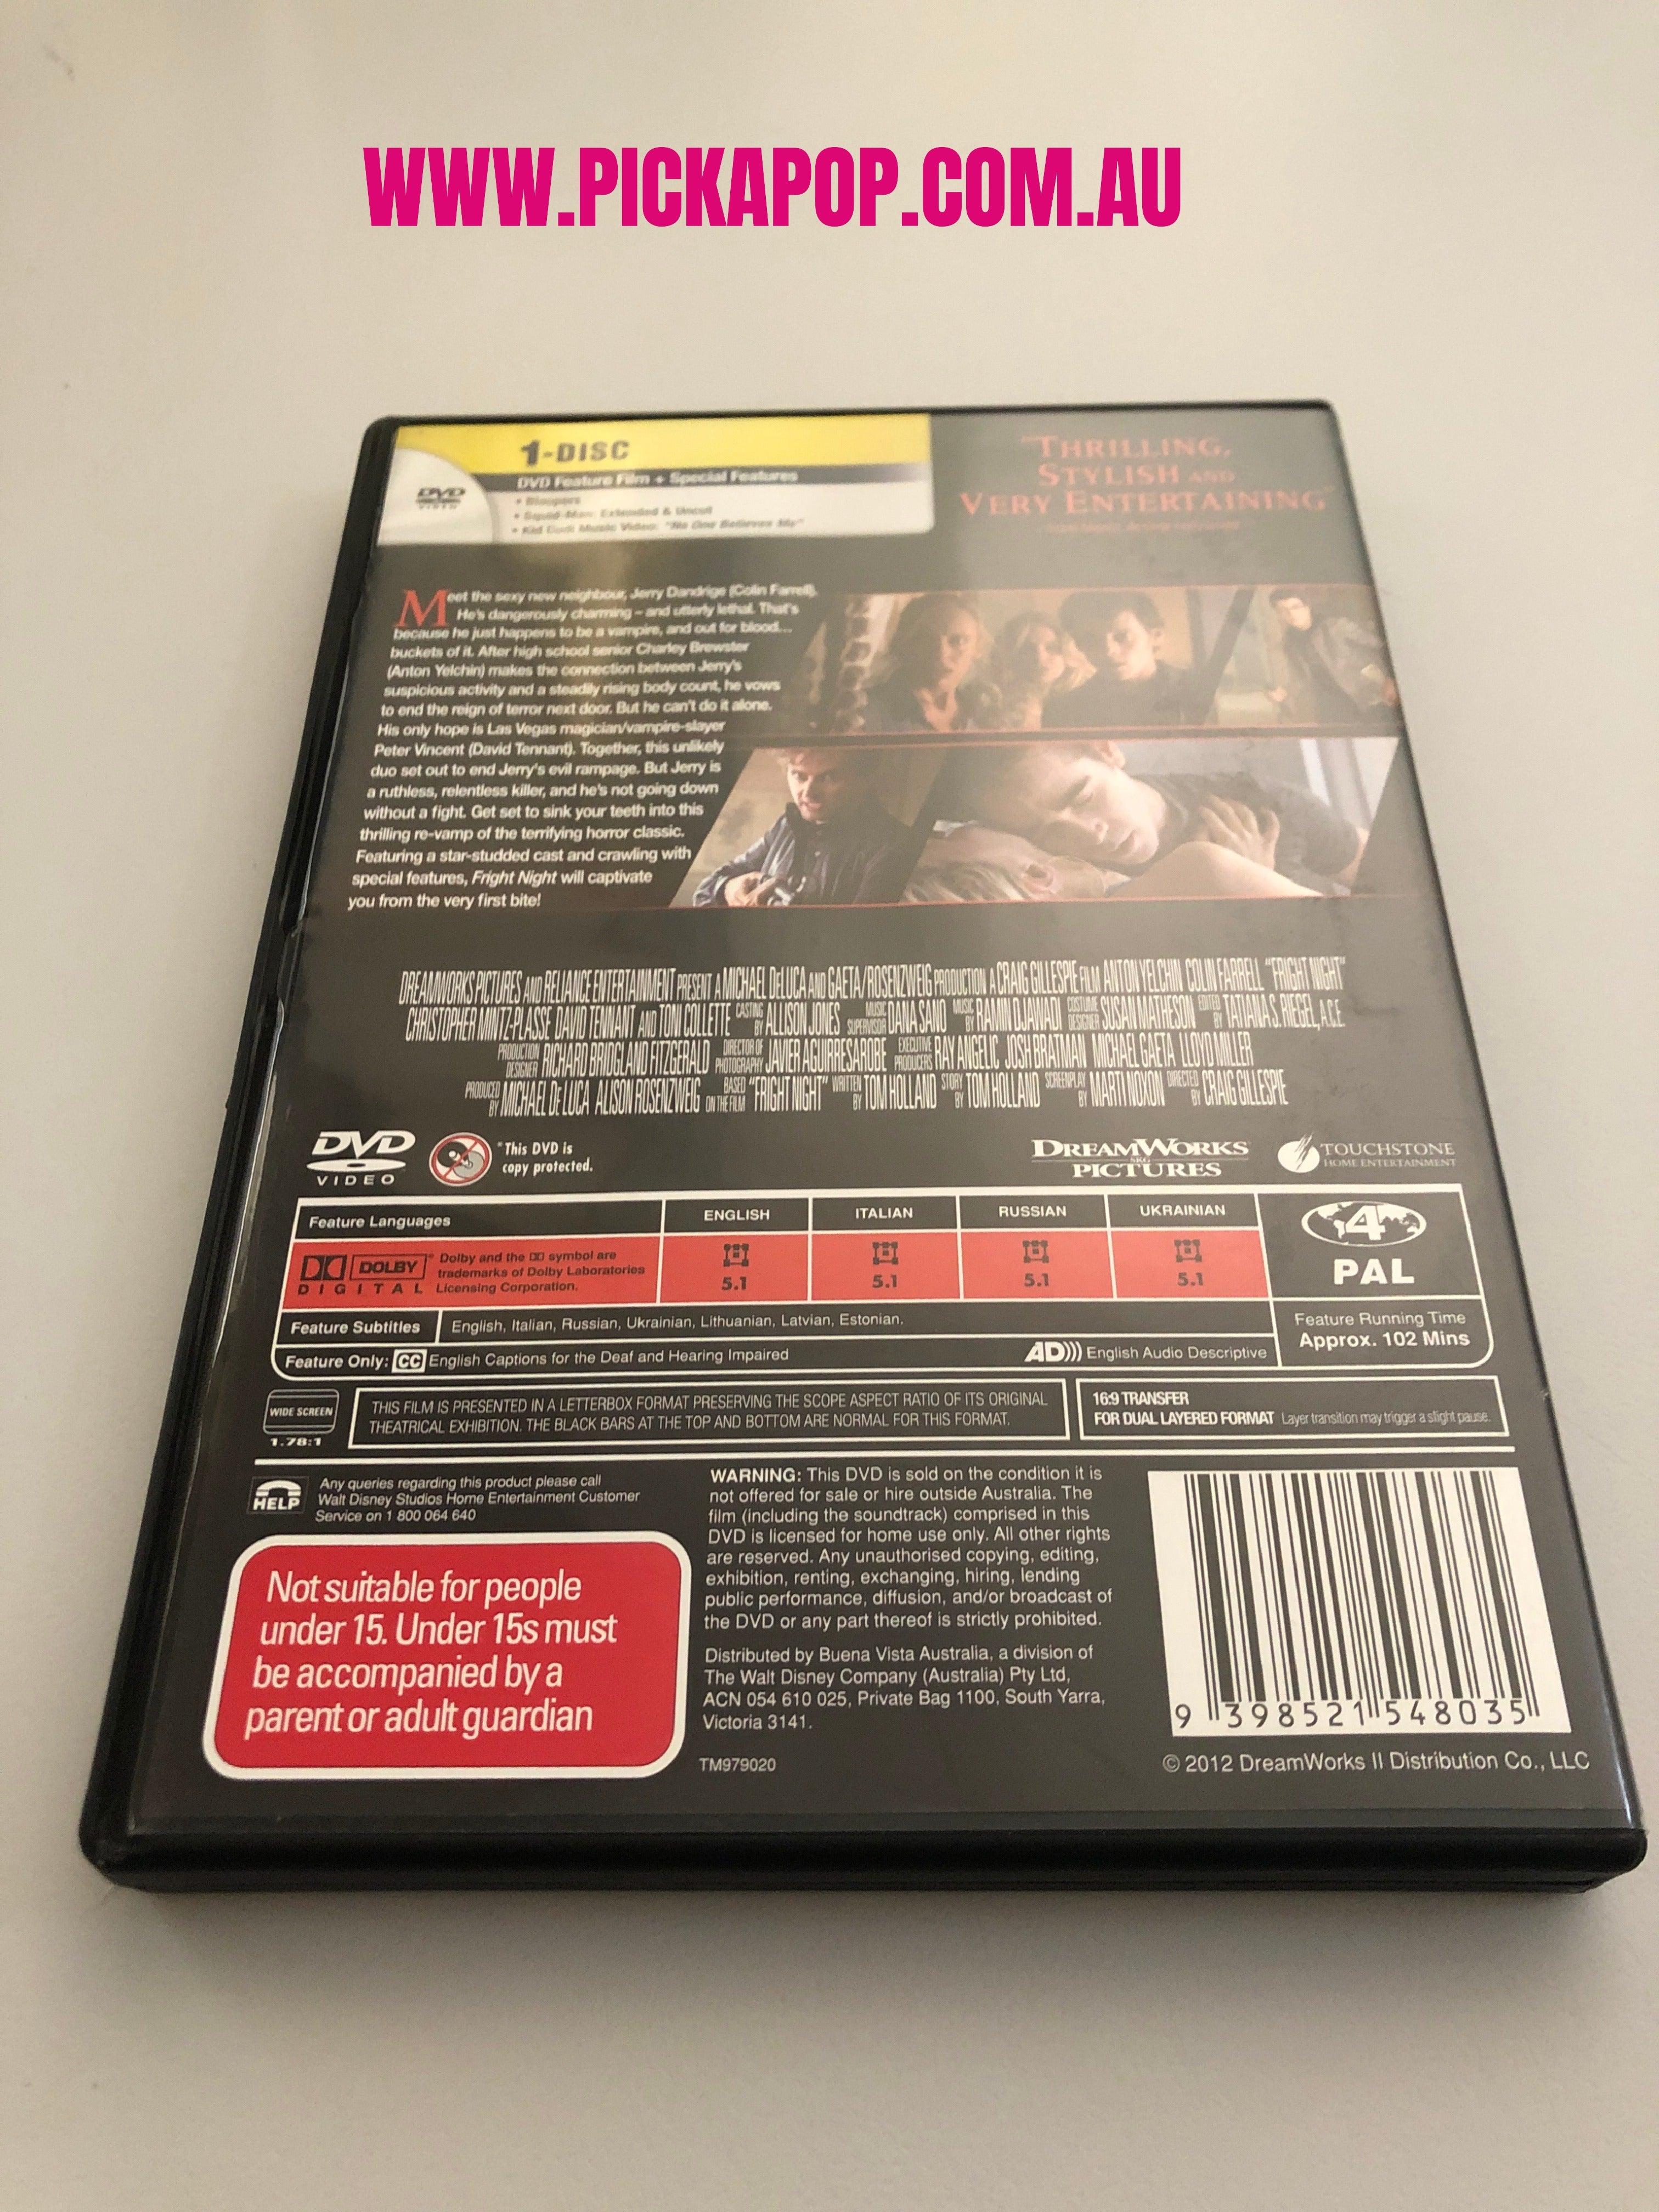 WWW.PICKAPOP.COM.AU
1-DISC
DVD Feature Film + Special Features
DVD
VIDEO
• Bloopers
• Squid-Man: Extended & Uncut
• Kid Cudi Music Video: "No One Believes Me"
"THRILLING,
STYLISH AND
VERY ENTERTAINING"
Meet the sexy new neighbour, Jerry Dandrige (Colin Farrell).
He's dangerously charming – and utterly lethal. That's
because he just happens to be a vampire, and out for blood...
buckets of it. After high school senior Charley Brewster
(Anton Yelchin) makes the connection between Jerry's
suspicious activity and a steadily rising body count, he vows
to end the reign of terror next door. But he can't do it alone.
His only hope is Las Vegas magician/vampire-slayer
Peter Vincent (David Tennant). Together, this unlikely
duo set out to end Jerry's evil rampage. But Jerry is
a ruthless, relentless killer, and he's not going down
without a fight. Get set to sink your teeth into this
thrilling re-vamp of the terrifying horror classic.
Featuring a star-studded cast and crawling with
special features, Fright Night will captivate
you from the very first bite!
DREAMWORKS PICTURES AND RELIANCE ENTERTAINMENT PRESENT A MICHAEL DeLUCA AND GAETA/ROSENZWEIG PRODUCTION A CRAIG GILLESPIE FILM ANTON YELCHIN COLIN FARRELL "FRIGHT NIGHT"
CHRISTOPHER MINTZ-PLASSE DAVID TENNANT AND TONI COLLETTE CASTING BY ALLISON JONES MUSIC SUPERVISOR DANA SANO MUSIC BY RAMIN DJAWADI COSTUME DESIGNER SUSAN MATHESON EDITED BY TATIANA S. RIEGEL, A.C.E.
PRODUCTION DESIGNER RICHARD BRIDGLAND FITZGERALD DIRECTOR OF PHOTOGRAPHY JAVIER AGUIRRESAROBE EXECUTIVE PRODUCERS RAY ANGELIC JOSH BRATMAN MICHAEL GAETA LLOYD MILLER
PRODUCED BY MICHAEL De LUCA ALISON ROSENZWEIG BASED ON THE FILM "FRIGHT NIGHT" WRITTEN BY TOM HOLLAND STORY BY TOM HOLLAND SCREENPLAY BY MARTI NOXON DIRECTED BY CRAIG GILLESPIE
DVD
VIDEO
*This DVD is
copy protected.
DREAMWORKS
SKG
PICTURES
TOUCHSTONE
HOME ENTERTAINMENT
Feature Languages ENGLISH ITALIAN RUSSIAN UKRAINIAN
DOLBY
DIGITAL
Dolby and the DD symbol are
trademarks of Dolby Laboratories
Licensing Corporation.
5.1 5.1 5.1 5.1
4
PAL
Feature Subtitles English, Italian, Russian, Ukrainian, Lithuanian, Latvian, Estonian.
Feature Only: CC English Captions for the Deaf and Hearing Impaired
AD))) English Audio Descriptive
Feature Running Time
Approx. 102 Mins
WIDE SCREEN
1.78:1
THIS FILM IS PRESENTED IN A LETTERBOX FORMAT PRESERVING THE SCOPE ASPECT RATIO OF ITS ORIGINAL
THEATRICAL EXHIBITION. THE BLACK BARS AT THE TOP AND BOTTOM ARE NORMAL FOR THIS FORMAT.
16:9 TRANSFER
FOR DUAL LAYERED FORMAT Layer transition may trigger a slight pause.
HELP
Any queries regarding this product please call
Walt Disney Studios Home Entertainment Customer
Service on 1 800 064 640
Not suitable for people
under 15. Under 15s must
be accompanied by a
parent or adult guardian
WARNING: This DVD is sold on the condition it is
not offered for sale or hire outside Australia. The
film (including the soundtrack) comprised in this
DVD is licensed for home use only. All other rights
are reserved. Any unauthorised copying, editing,
exhibition, renting, exchanging, hiring, lending
public performance, diffusion, and/or broadcast of
the DVD or any part thereof is strictly prohibited.
Distributed by Buena Vista Australia, a division of
The Walt Disney Company (Australia) Pty Ltd,
ACN 054 610 025, Private Bag 1100, South Yarra,
Victoria 3141.
TM979020
9 398521 548035
© 2012 DreamWorks II Distribution Co., LLC